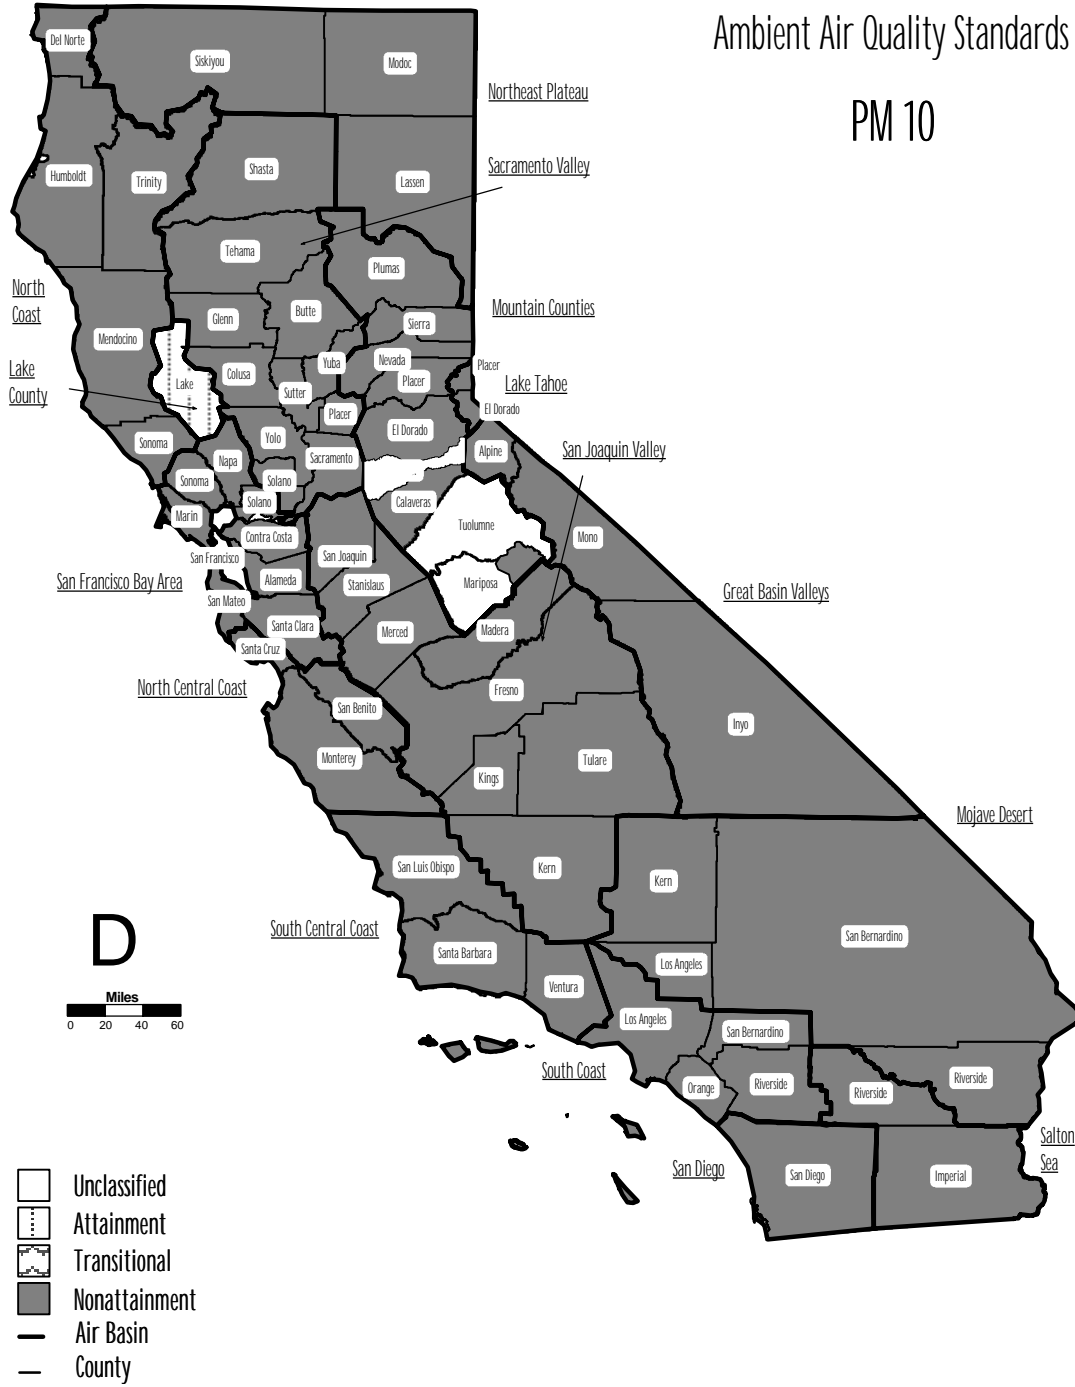 Ambient Air Quality Standards
PM 10
Del Norte
Siskiyou
Modoc
Northeast Plateau
Sacramento Valley
Humboldt
Trinity
Shasta
Lassen
Tehama
Plumas
North
Coast
Mendocino
Glenn
Butte
Sierra
Mountain Counties
Lake
County
Lake
Colusa
Sutter
Yuba
Nevada
Placer
Placer
Lake Tahoe
Placer
El Dorado
El Dorado
Sonoma
Napa
Yolo
Sacramento
Alpine
San Joaquin Valley
Sonoma
Solano
Solano
Calaveras
Marin
Contra Costa
Tuolumne
Mono
San Francisco
San Joaquin
San Francisco Bay Area
Alameda
Stanislaus
Mariposa
Great Basin Valleys
San Mateo
Santa Clara
Merced
Madera
Santa Cruz
North Central Coast
Fresno
San Benito
Inyo
Monterey
Kings
Tulare
Mojave Desert
San Luis Obispo
Kern
Kern
South Central Coast
San Bernardino
Santa Barbara
Los Angeles
Ventura
Los Angeles
San Bernardino
South Coast
Orange
Riverside
Riverside
Riverside
San Diego
San Diego
Imperial
Salton
Sea
D
Miles
0 20 40 60
Unclassified
Attainment
Transitional
Nonattainment
Air Basin
County